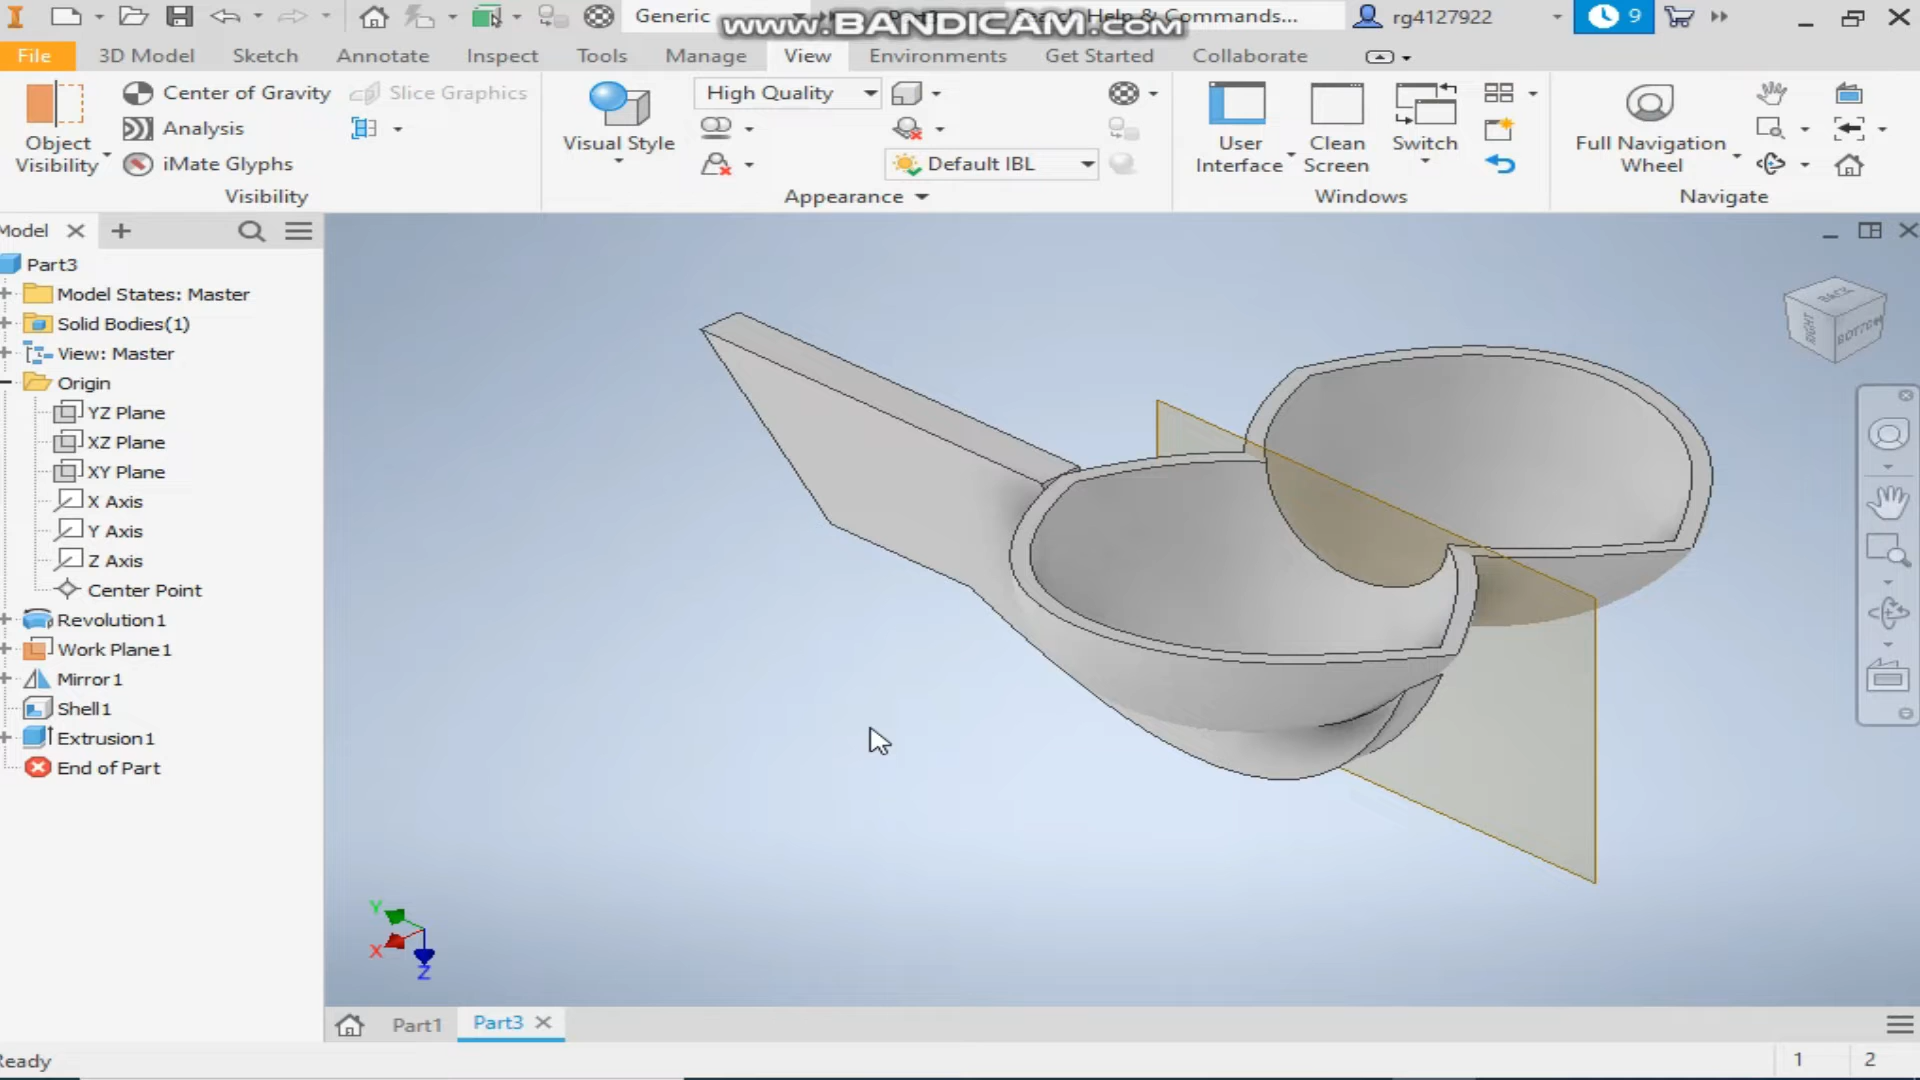 Generic
www.BANDICAM.com
Search Help & Commands...
rg4127922
9
File
3D Model
Sketch
Annotate
Inspect
Tools
Manage
View
Environments
Get Started
Collaborate
Object
Visibility
Center of Gravity
Analysis
iMate Glyphs
Slice Graphics
Visibility
Visual Style
High Quality
Default IBL
Appearance
User
Interface
Clean
Screen
Switch
Windows
Full Navigation
Wheel
Navigate
Model
Part3
Model States: Master
Solid Bodies(1)
View: Master
Origin
YZ Plane
XZ Plane
XY Plane
X Axis
Y Axis
Z Axis
Center Point
Revolution1
Work Plane1
Mirror1
Shell1
Extrusion1
End of Part
BACK
RIGHT
BOTTOM
Y
X
Z
Part1
Part3
Ready
1
2